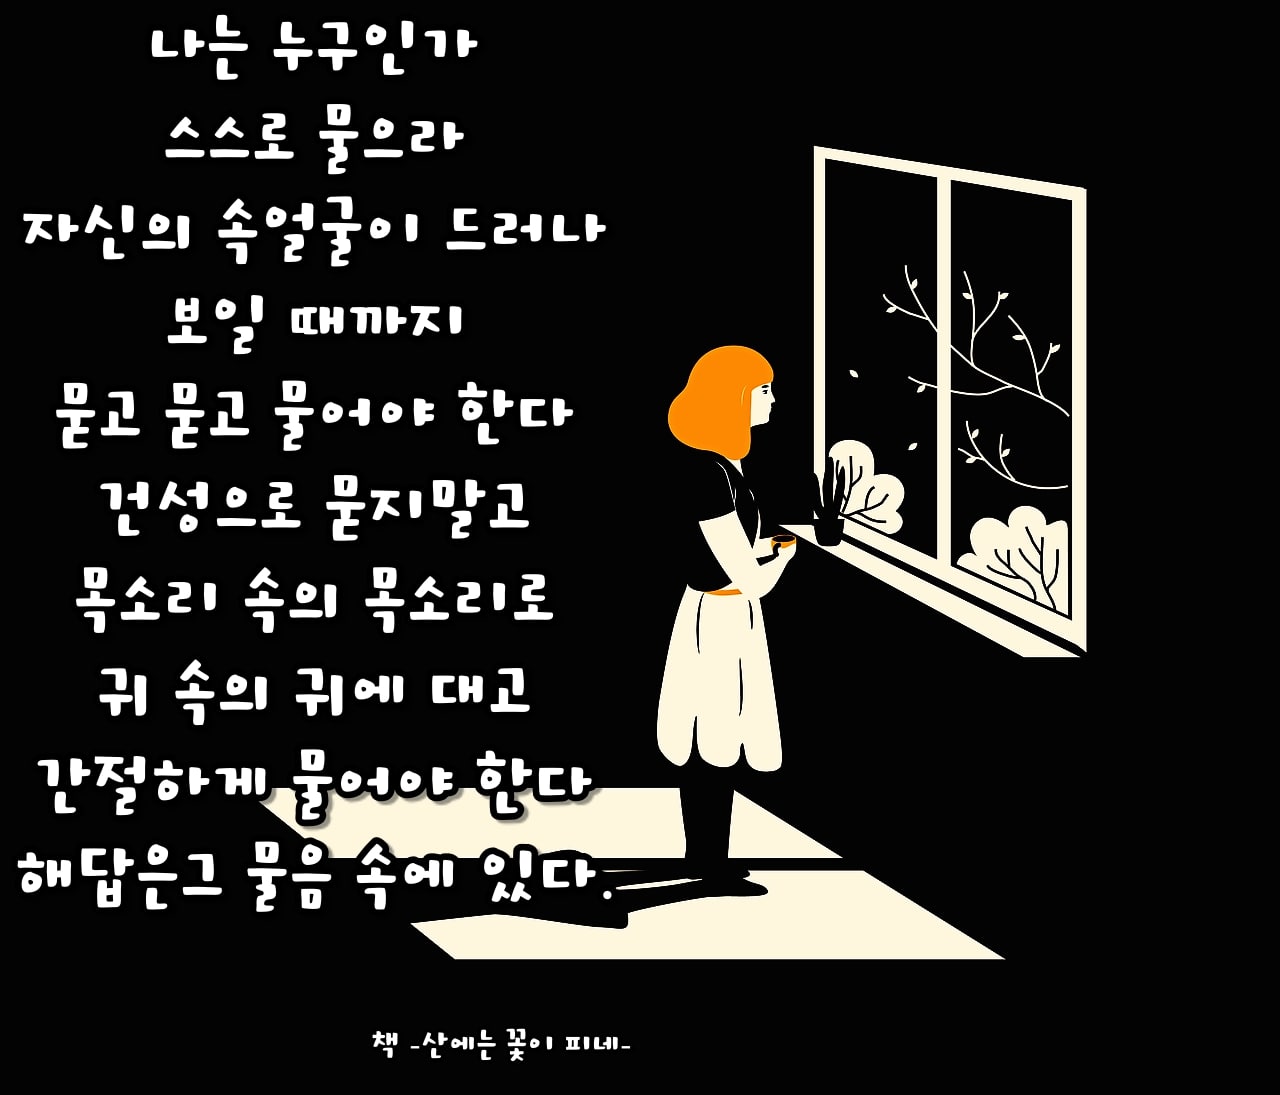 나는 누구인가
스스로 물으라
자신의 속얼굴이 드러나
보일 때까지
묻고 묻고 물어야 한다
건성으로 묻지말고
목소리 속의 목소리로
귀 속의 귀에 대고
간절하게 물어야 한다
해답은그 물음 속에 있다.
책 -산에는 꽃이 피네-